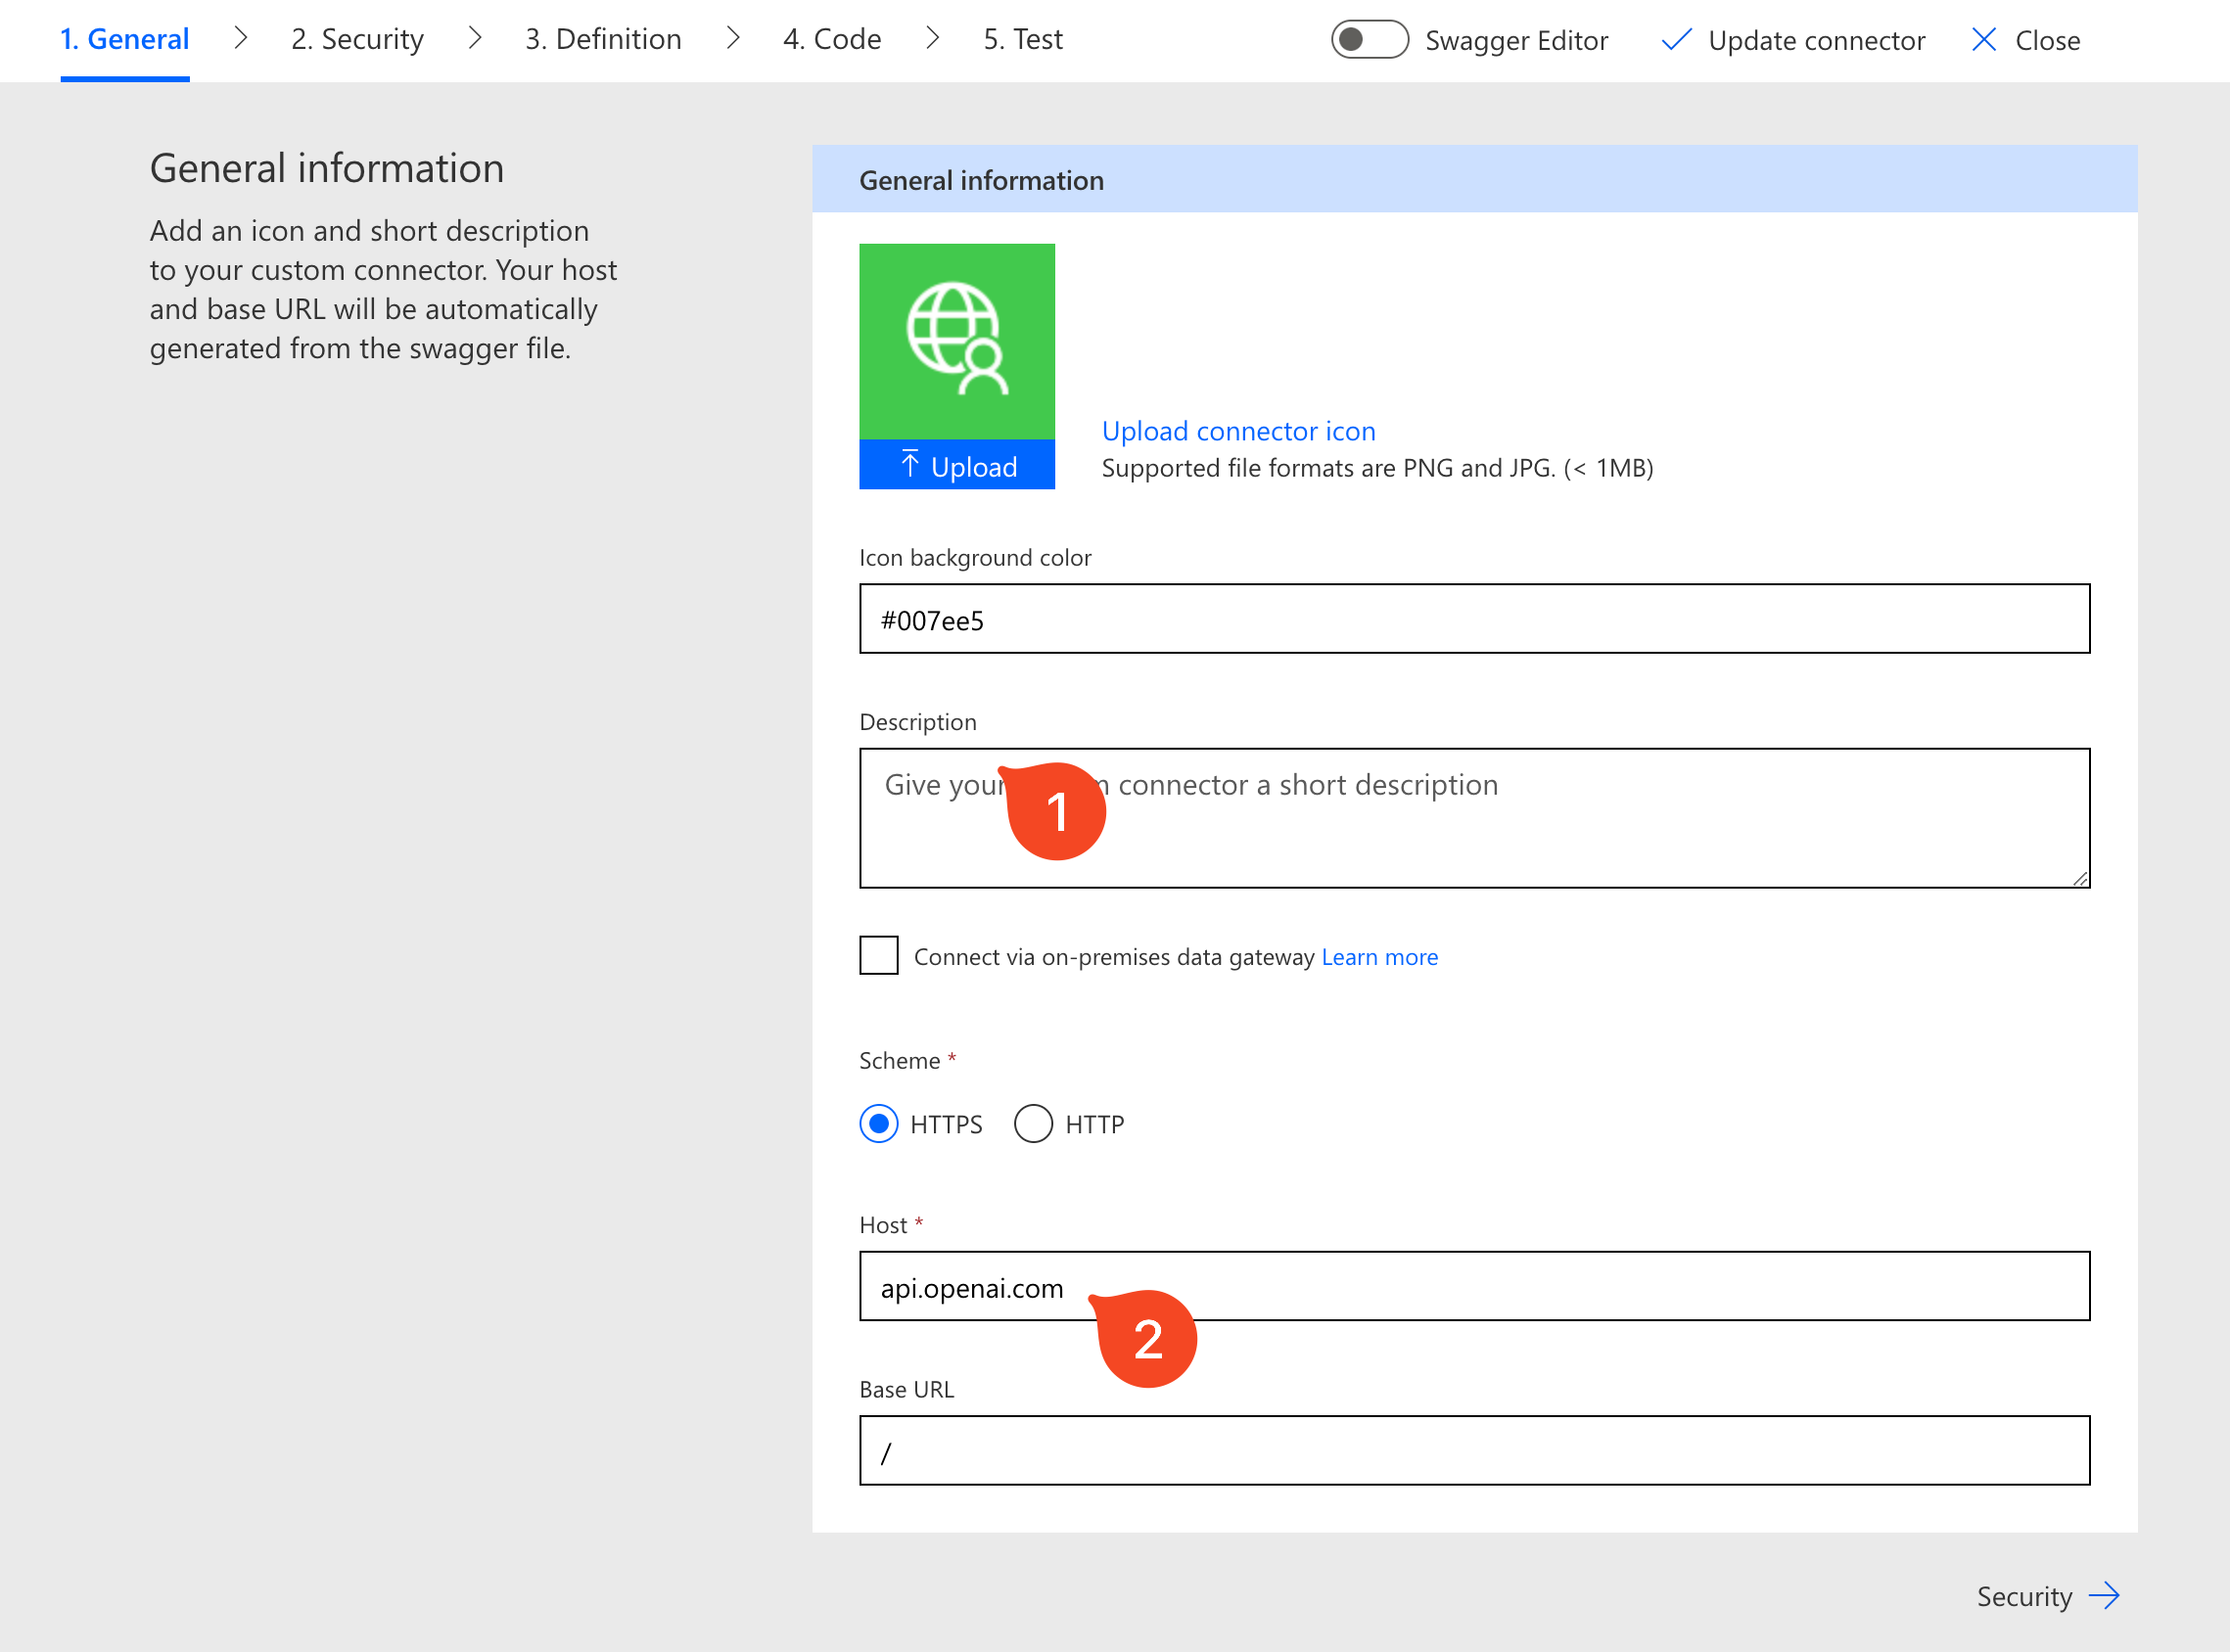 1. General
2. Security
3. Definition
4. Code
5. Test
Swagger Editor
Update connector
Close
General information
Add an icon and short description
to your custom connector. Your host
and base URL will be automatically
generated from the swagger file.
General information
Upload
Upload connector icon
Supported file formats are PNG and JPG. (< 1MB)
Icon background color
#007ee5
Description
Give your connector a short description
1
Connect via on-premises data gateway Learn more
Scheme *
HTTPS
HTTP
Host *
api.openai.com
2
Base URL
/
Security